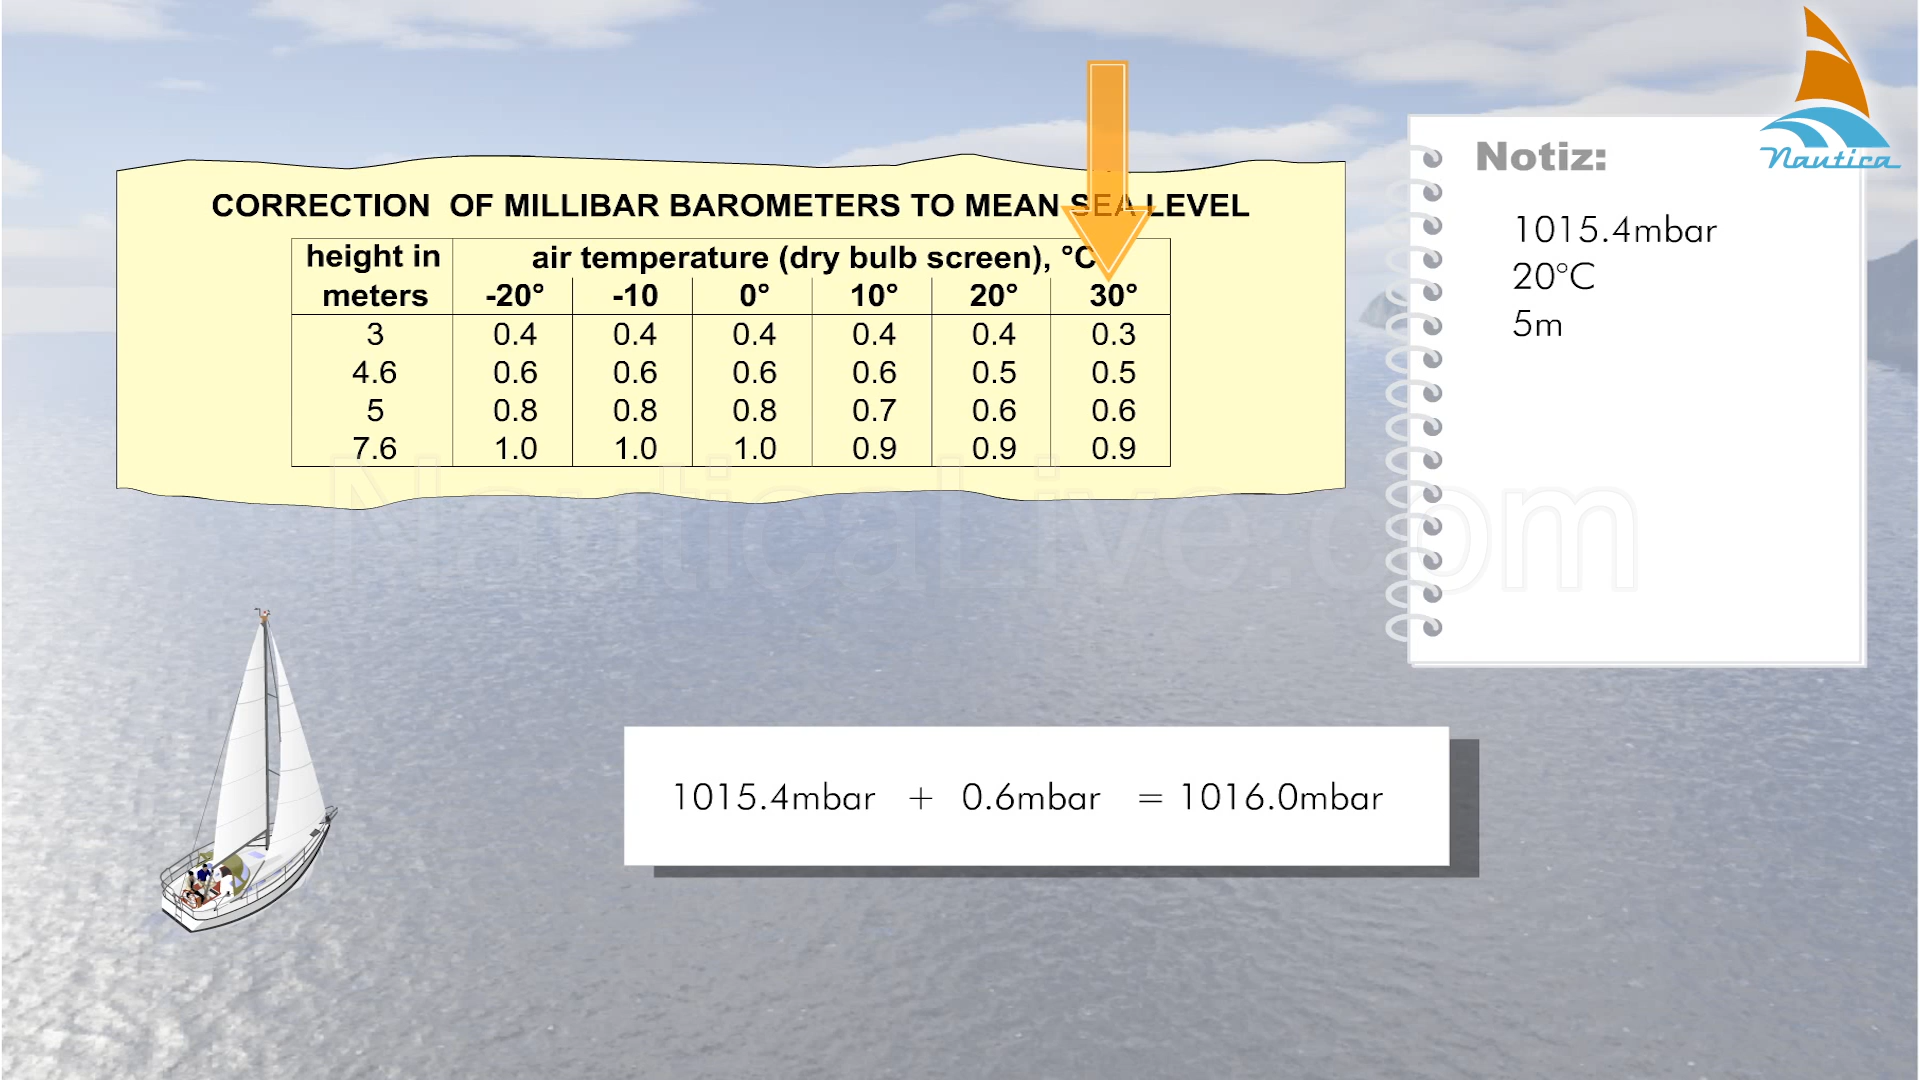 CORRECTION OF MILLIBAR BAROMETERS TO MEAN SEA LEVEL
height in meters air temperature (dry bulb screen), °C
-20° -10 0° 10° 20° 30°
3 0.4 0.4 0.4 0.4 0.4 0.3
4.6 0.6 0.6 0.6 0.6 0.5 0.5
5 0.8 0.8 0.8 0.7 0.6 0.6
7.6 1.0 1.0 1.0 0.9 0.9 0.9
Nautica
Notiz:
1015.4mbar
20°C
5m
NauticaLive.com
1015.4mbar + 0.6mbar = 1016.0mbar